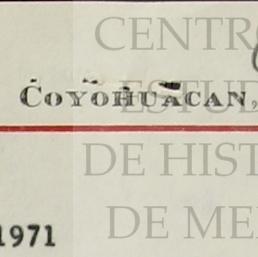 CENTRO
ESTUD
COYOHUACAN,
DE HIST
DE ME
1971